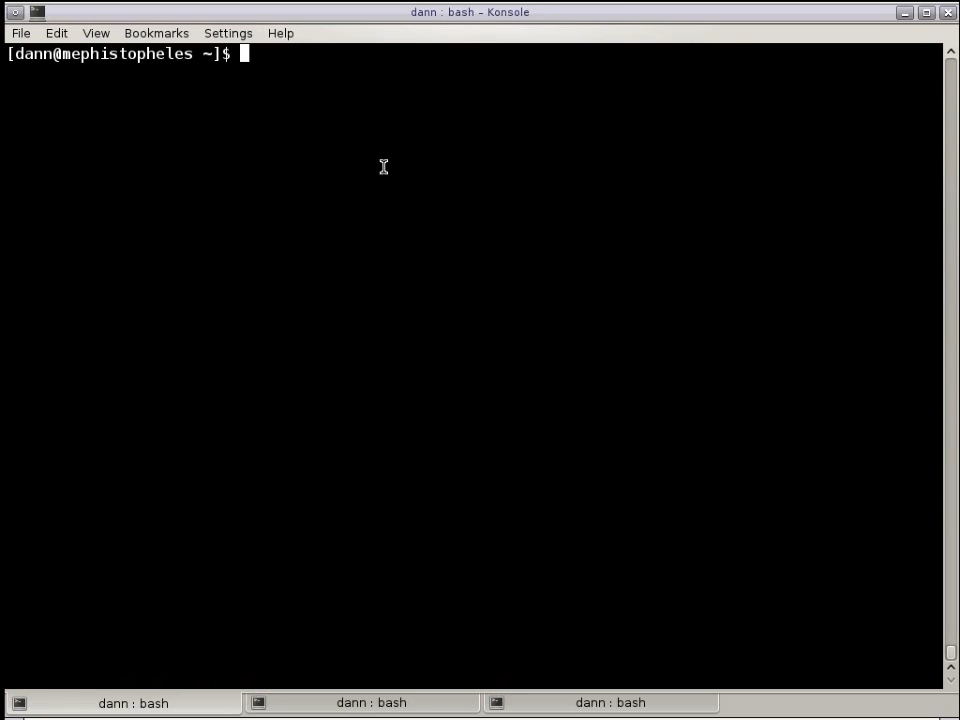 dann : bash – Konsole
File Edit View Bookmarks Settings Help
[dann@mephistopheles ~]$
dann : bash dann : bash dann : bash